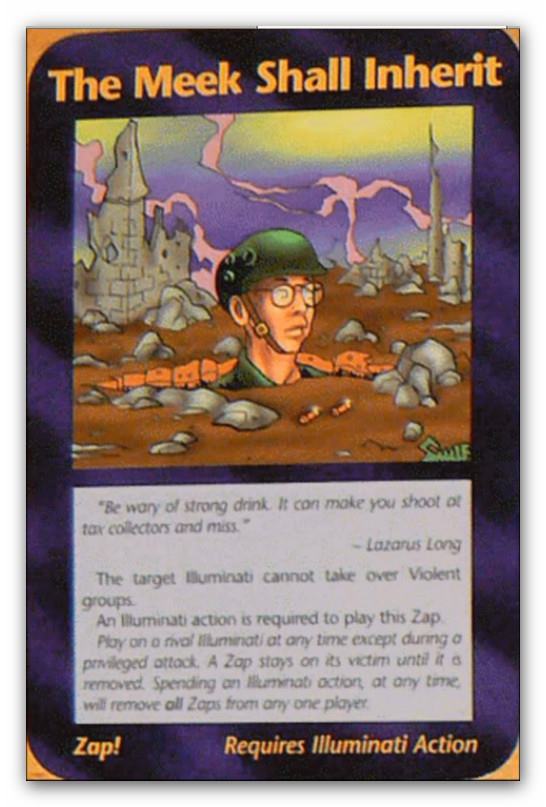 The Meek Shall Inherit
"Be wary of strong drink. It can make you shoot at
tax collectors and miss."
– Lazarus Long
The target Illuminati cannot take over Violent
groups.
An Illuminati action is required to play this Zap.
Play on a rival Illuminati at any time except during a
privileged attack. A Zap stays on its victim until it is
removed. Spending an Illuminati action, at any time,
will remove all Zaps from any one player.
Zap!
Requires Illuminati Action